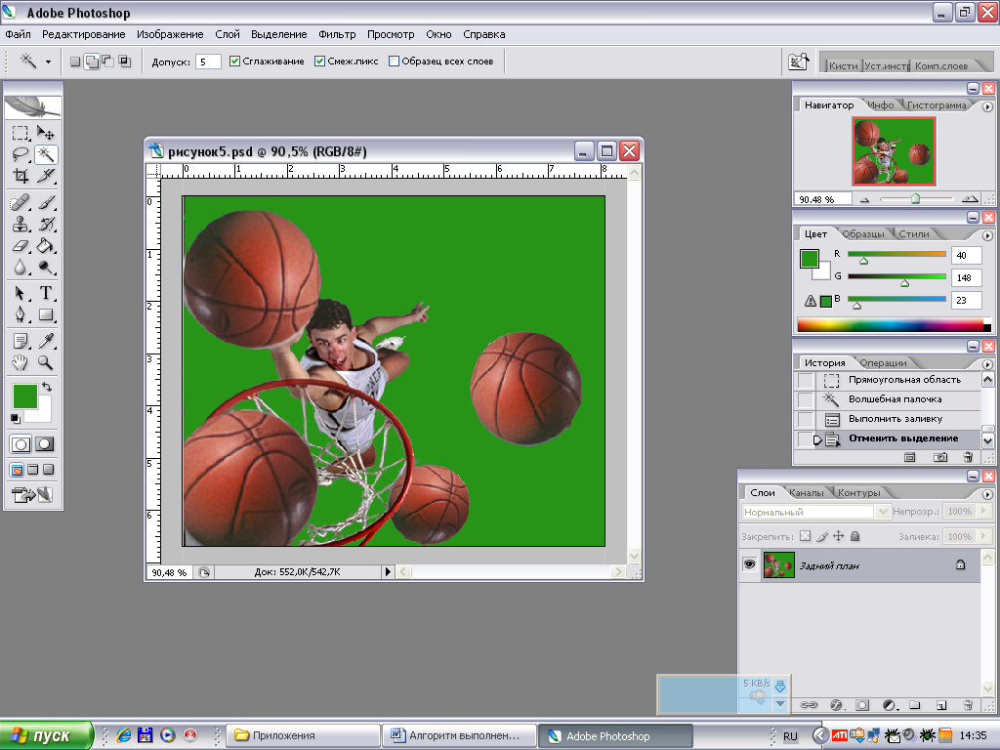 Adobe Photoshop
Файл Редактирование Изображение Слой Выделение Фильтр Просмотр Окно Справка
Допуск: 5 Сглаживание Смеж.пикс Образец всех слоев
Кисти Уст.инстр Комп.слоев
рисунок5.psd @ 90,5% (RGB/8#)
0 1 2 3 4 5 6 7 8
0
1
2
3
4
5
6
90,48 % Док: 552,0К/542,7К
Навигатор Инфо Гистограмма
90.48 %
Цвет Образцы Стили
R 40
G 148
B 23
История Операции
Прямоугольная область
Волшебная палочка
Выполнить заливку
Отменить выделение
Слои Каналы Контуры
Нормальный Непрозр.: 100%
Закрепить: Заливка: 100%
Задний план
5 KB/s
пуск Приложения Алгоритм выполнен... Adobe Photoshop RU ATI 14:35